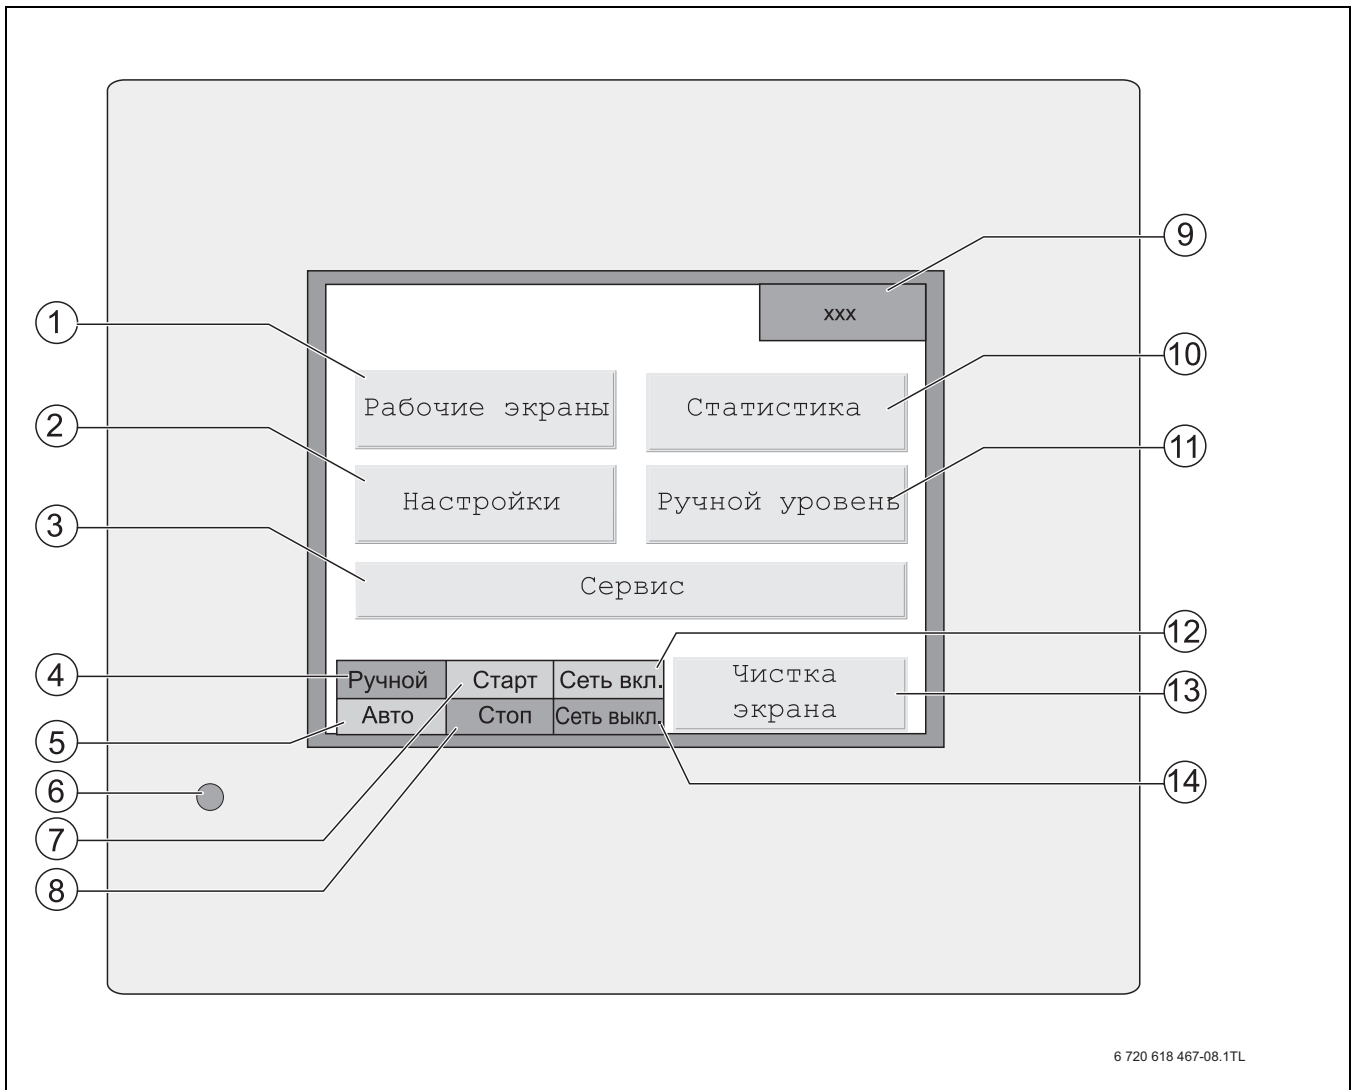 9
xxx
1
10
Рабочие экраны
Статистика
2
11
Настройки
Ручной уровень
3
Сервис
12
4
Ручной
Старт
Сеть вкл.
Чистка
экрана
13
5
Авто
Стоп
Сеть выкл.
6
14
7
8
6 720 618 467-08.1TL